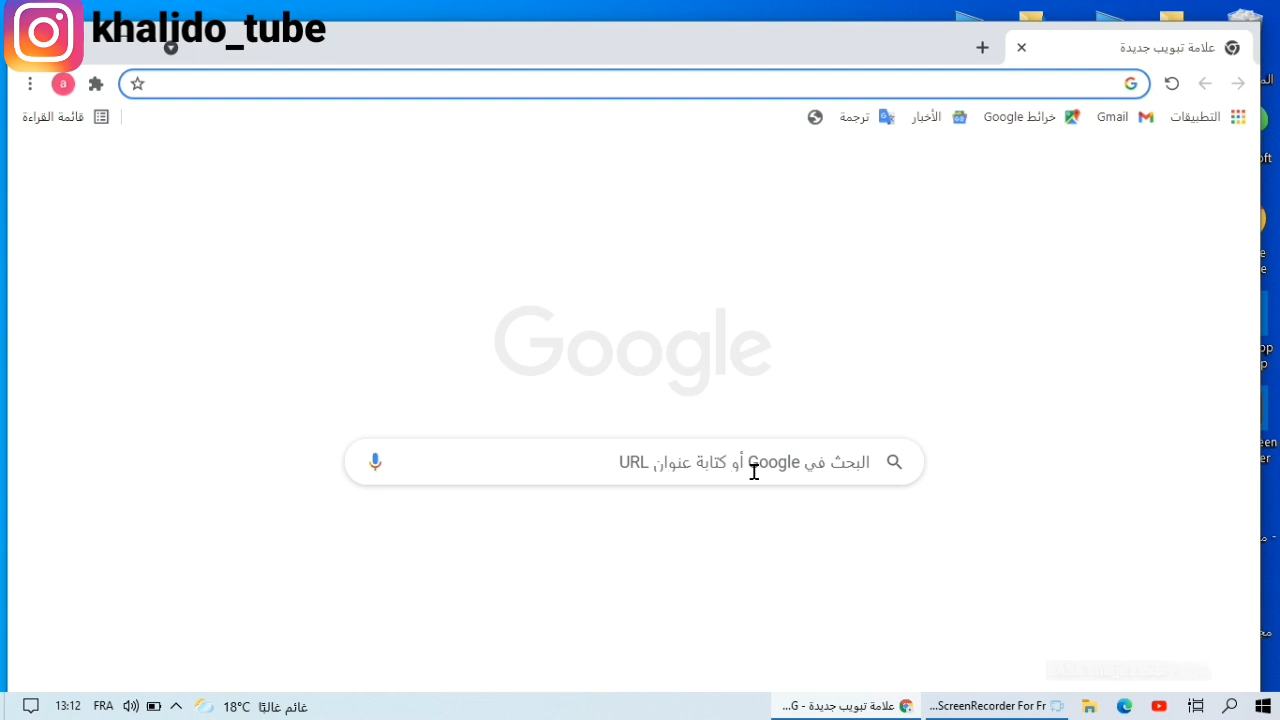 khalido_tube
علامة تبويب جديدة
a
التطبيقات
Gmail
خرائط Google
الأخبار
ترجمة
قائمة القراءة
Google
البحث في Google أو كتابة عنوان URL
علامة تبويب جديدة - G...
ScreenRecorder For Fr...
غائم غالبًا 18°C
FRA
13:12